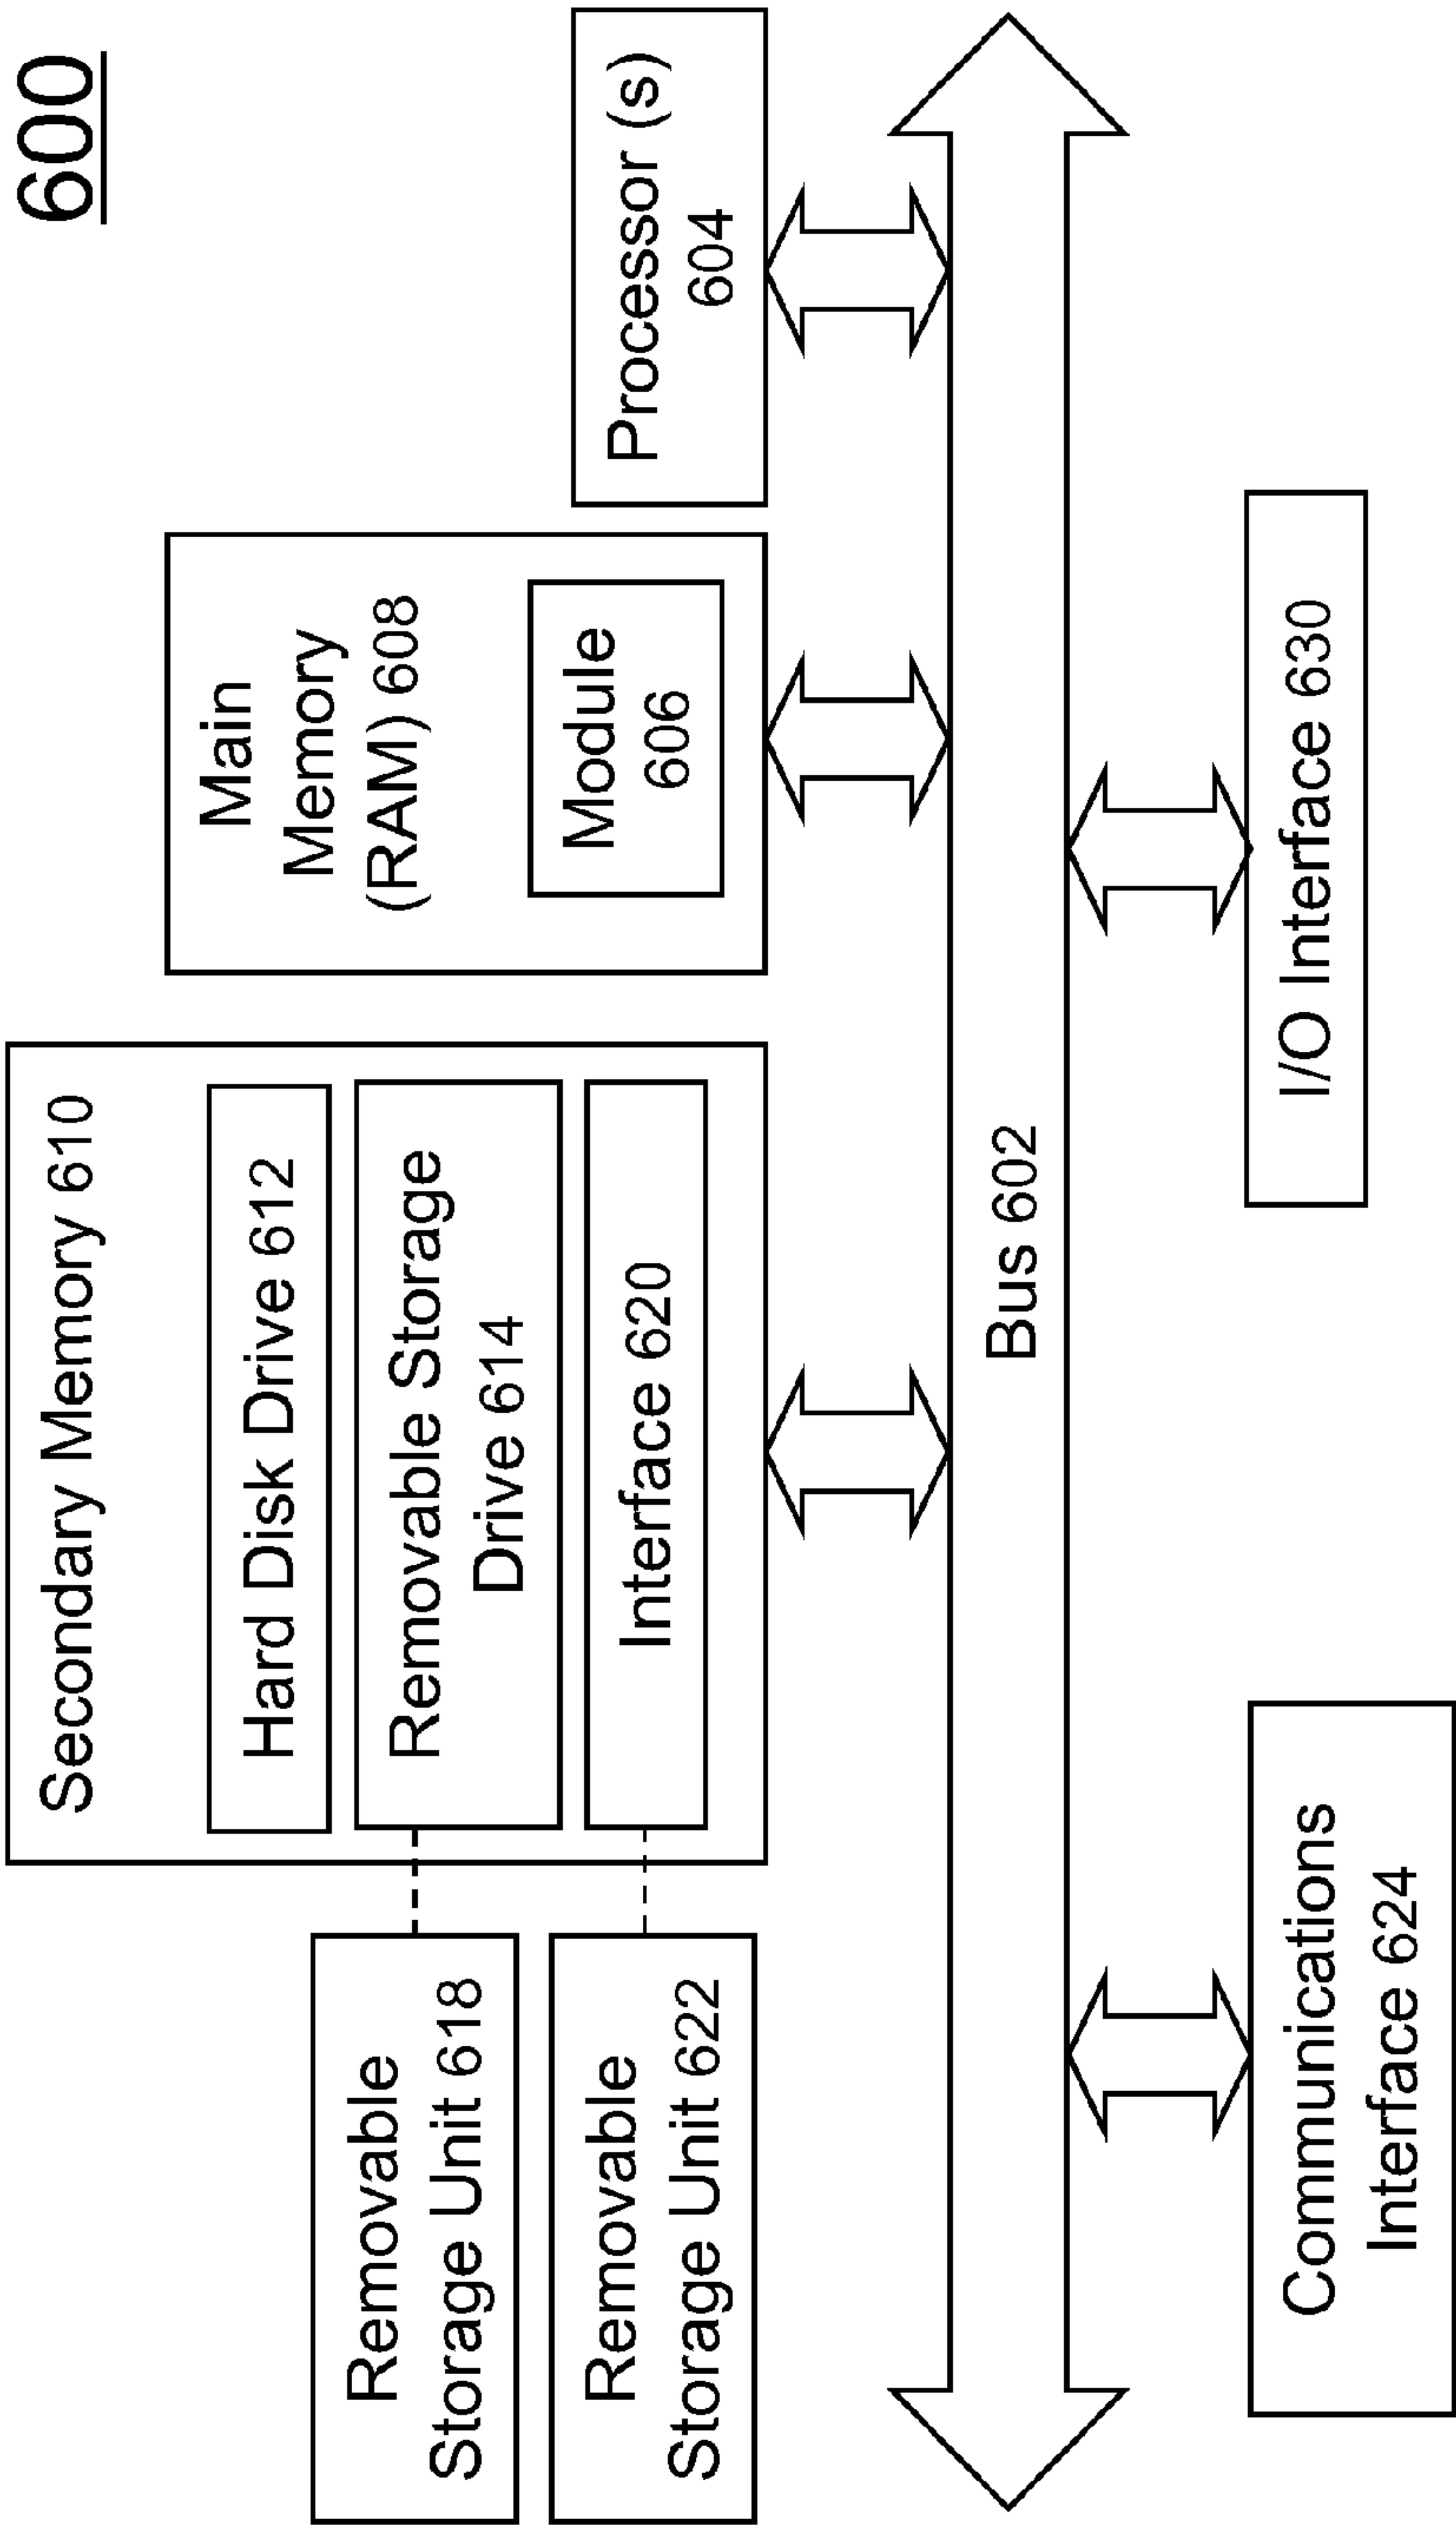 600
Removable
Storage Unit 618
Removable
Storage Unit 622
Secondary Memory 610
Hard Disk Drive 612
Removable Storage
Drive 614
Interface 620
Main
Memory
(RAM) 608
Module
606
Processor (s)
604
Bus 602
Communications
Interface 624
I/O Interface 630